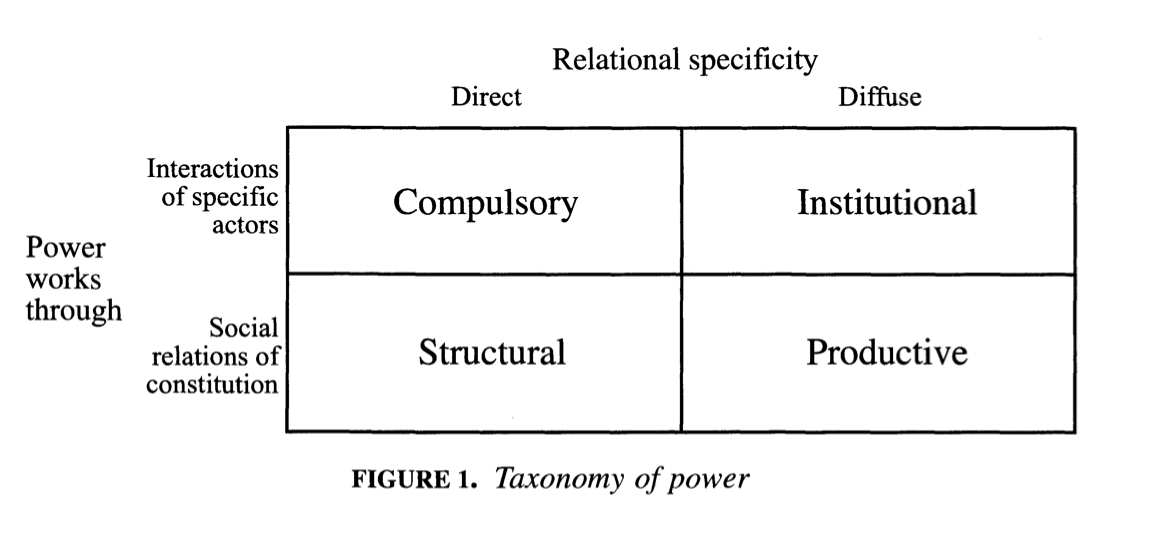 Relational specificity
Direct Diffuse
Interactions
of specific
actors
Compulsory Institutional
Power
works
through
Social
relations of
constitution
Structural Productive
FIGURE 1. Taxonomy of power